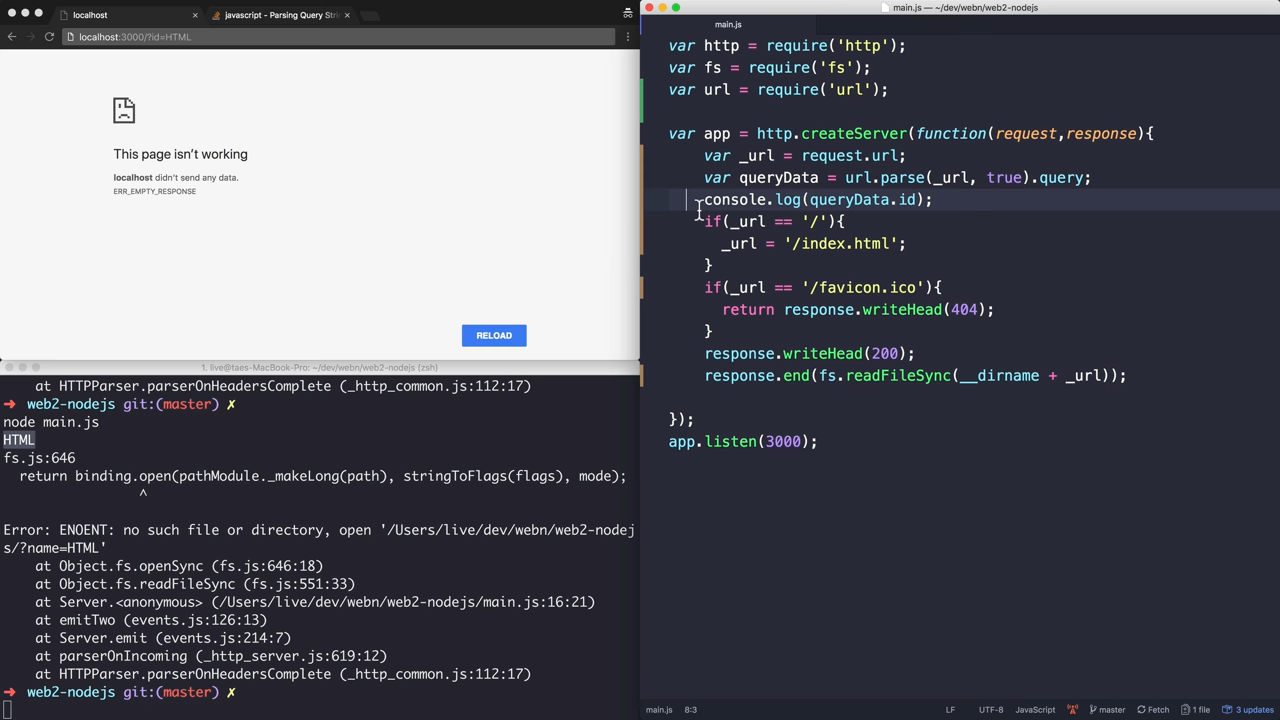 localhost
javascript - Parsing Query Stri
localhost:3000/?id=HTML
This page isn't working
localhost didn't send any data.
ERR_EMPTY_RESPONSE
RELOAD
1. live@taes-MacBook-Pro: ~/dev/webn/web2-nodejs (zsh)
at HTTPParser.parserOnHeadersComplete (_http_common.js:112:17)
➜ web2-nodejs git:(master) ✗
node main.js
HTML
fs.js:646
return binding.open(pathModule._makeLong(path), stringToFlags(flags), mode);
^
Error: ENOENT: no such file or directory, open '/Users/live/dev/webn/web2-nodej
s/?name=HTML'
at Object.fs.openSync (fs.js:646:18)
at Object.fs.readFileSync (fs.js:551:33)
at Server.<anonymous> (/Users/live/dev/webn/web2-nodejs/main.js:16:21)
at emitTwo (events.js:126:13)
at Server.emit (events.js:214:7)
at parserOnIncoming (_http_server.js:619:12)
at HTTPParser.parserOnHeadersComplete (_http_common.js:112:17)
➜ web2-nodejs git:(master) ✗
main.js — ~/dev/webn/web2-nodejs
main.js
var http = require('http');
var fs = require('fs');
var url = require('url');
var app = http.createServer(function(request,response){
var _url = request.url;
var queryData = url.parse(_url, true).query;
console.log(queryData.id);
if(_url == '/'){
_url = '/index.html';
}
if(_url == '/favicon.ico'){
return response.writeHead(404);
}
response.writeHead(200);
response.end(fs.readFileSync(__dirname + _url));
});
app.listen(3000);
main.js 8:3 LF UTF-8 JavaScript master Fetch 1 file 3 updates